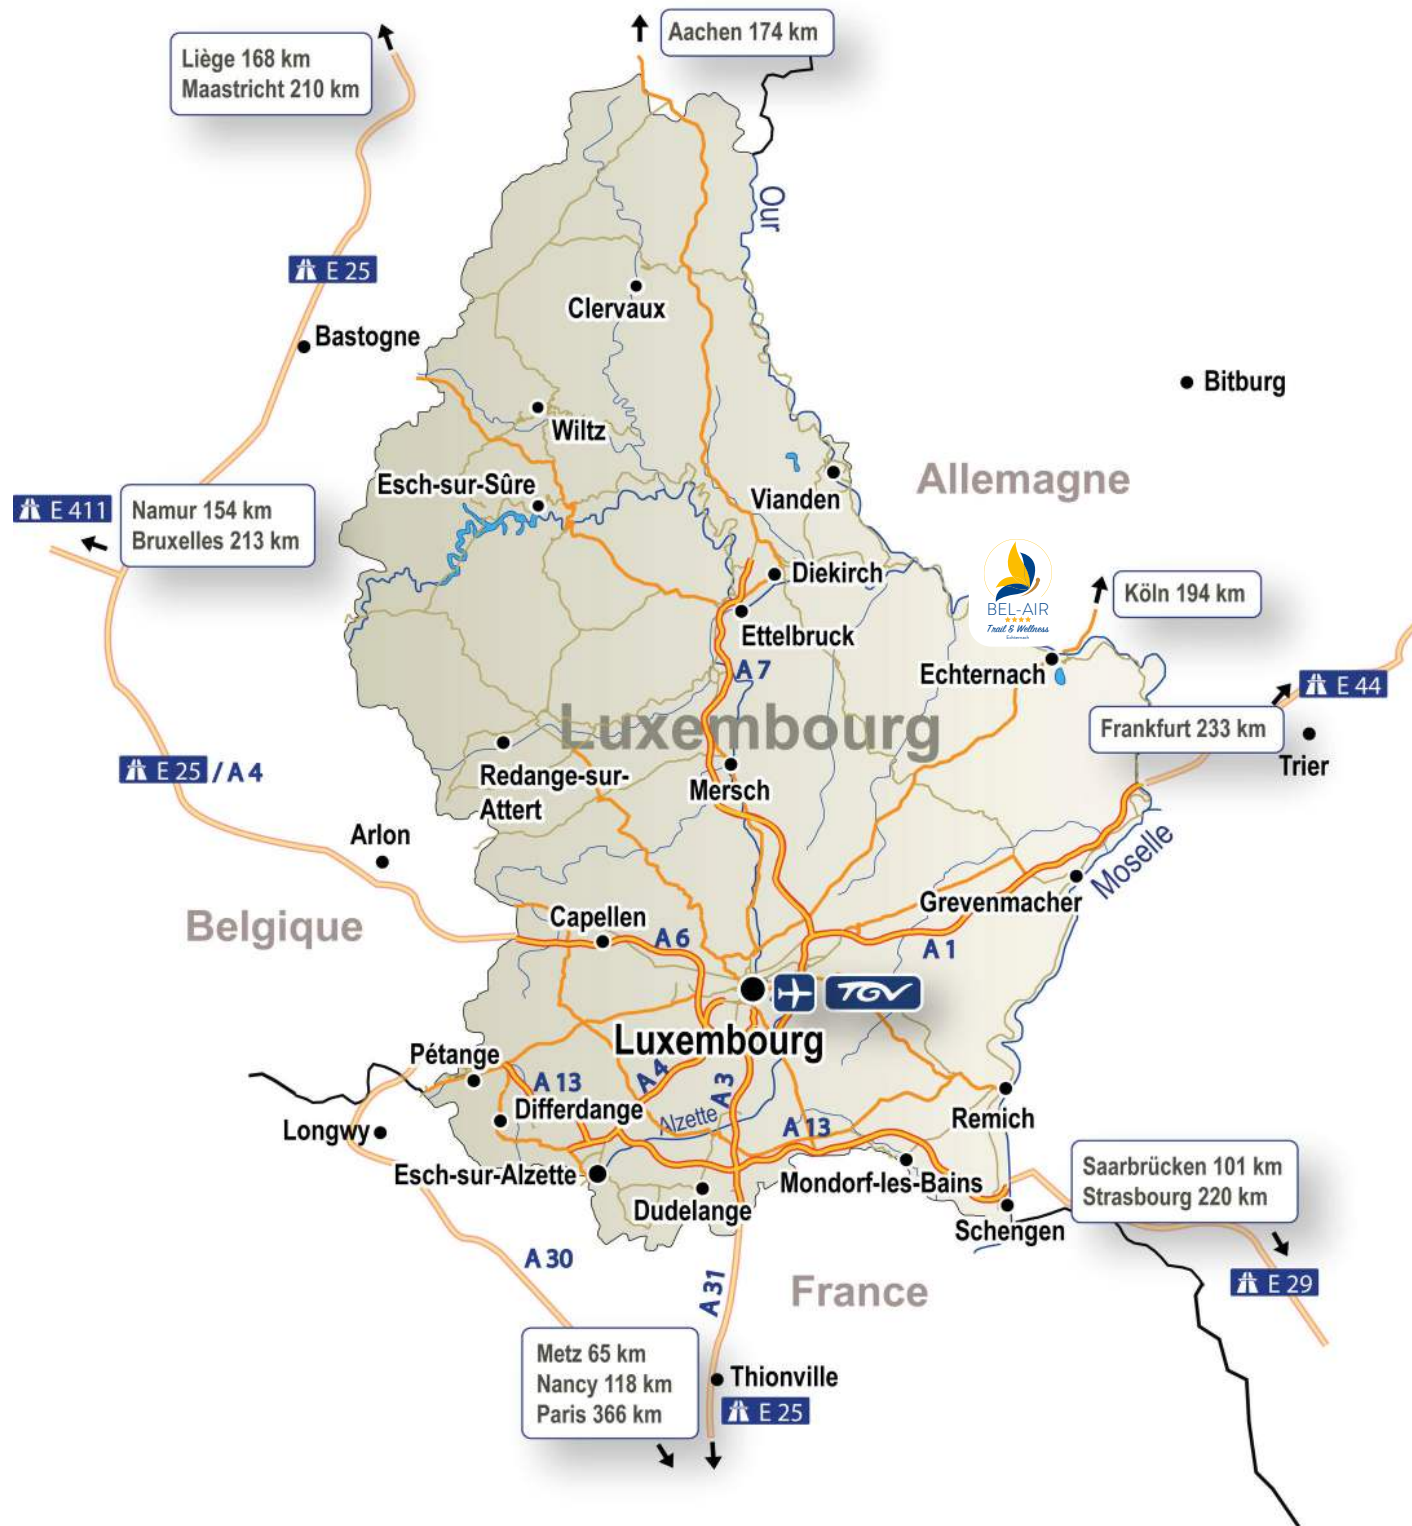 Aachen 174 km
Liège 168 km
Maastricht 210 km
Our
E 25
Clervaux
Bastogne
Bitburg
Wiltz
Allemagne
Esch-sur-Sûre
Vianden
E 411
Namur 154 km
Bruxelles 213 km
Diekirch
BEL-AIR
Trail & Wellness
Echternach
Köln 194 km
Ettelbruck
A 7
Echternach
E 44
Luxembourg
Frankfurt 233 km
Trier
E 25 / A 4
Redange-sur-
Attert
Mersch
Arlon
Moselle
Grevenmacher
Belgique
Capellen
A 6
A 1
TGV
Luxembourg
Pétange
A 13
A 4
A 3
Differdange
Alzette
A 13
Remich
Longwy
Esch-sur-Alzette
Mondorf-les-Bains
Saarbrücken 101 km
Strasbourg 220 km
Dudelange
Schengen
A 30
A 31
France
E 29
Metz 65 km
Nancy 118 km
Paris 366 km
Thionville
E 25